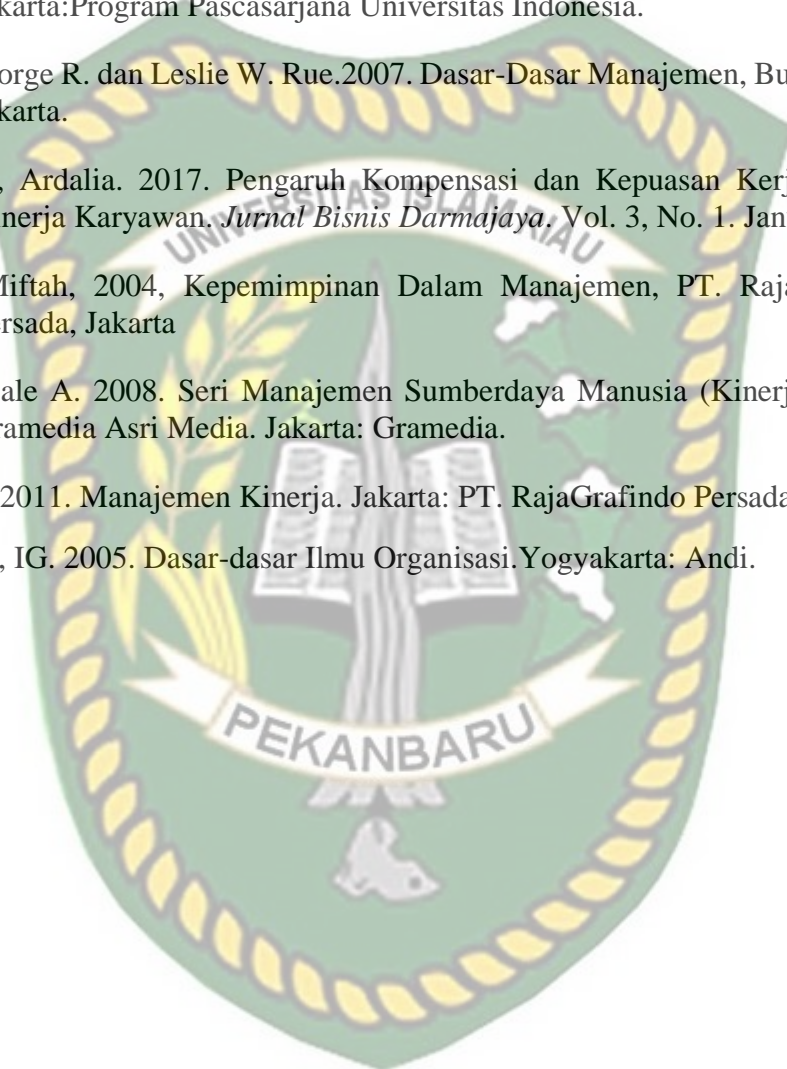 karta:Program Pascasarjana Universitas Indonesia.
orge R. dan Leslie W. Rue.2007. Dasar-Dasar Manajemen, Bu
karta.
, Ardalia. 2017. Pengaruh Kompensasi dan Kepuasan Kerj
nerja Karyawan. Jurnal Bisnis Darmajaya. Vol. 3, No. 1. Jan
UNIVERSITAS ISLAM RIAU
Miftah, 2004, Kepemimpinan Dalam Manajemen, PT. Raja
ersada, Jakarta
ale A. 2008. Seri Manajemen Sumberdaya Manusia (Kinerj
ramedia Asri Media. Jakarta: Gramedia.
2011. Manajemen Kinerja. Jakarta: PT. RajaGrafindo Persada
, IG. 2005. Dasar-dasar Ilmu Organisasi.Yogyakarta: Andi.
PEKANBARU